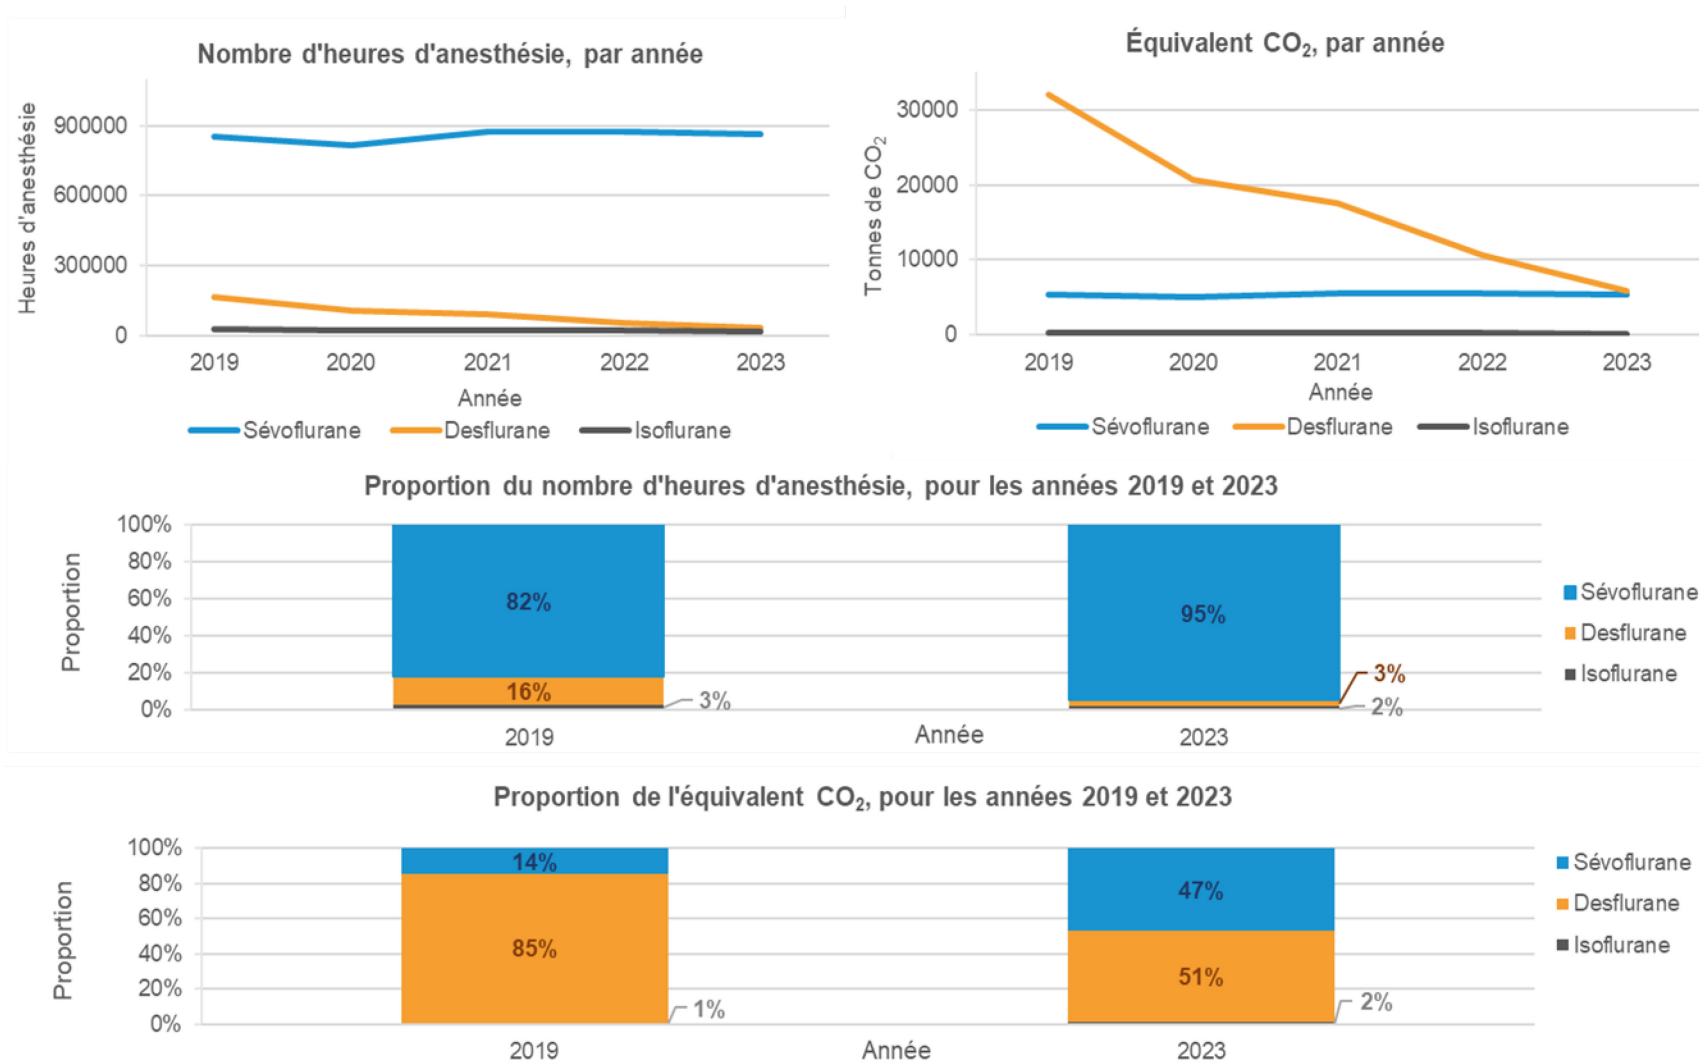 Nombre d'heures d'anesthésie, par année
Heures d'anesthésie
900000
600000
300000
0
2019 2020 2021 2022 2023
Année
Sévoflurane Desflurane Isoflurane
Équivalent CO₂, par année
Tonnes de CO₂
30000
20000
10000
0
2019 2020 2021 2022 2023
Année
Sévoflurane Desflurane Isoflurane
Proportion du nombre d'heures d'anesthésie, pour les années 2019 et 2023
Proportion
100%
80%
60%
40%
20%
0%
82%
16%
3%
95%
3%
2%
2019 Année 2023
Sévoflurane
Desflurane
Isoflurane
Proportion de l'équivalent CO₂, pour les années 2019 et 2023
Proportion
100%
80%
60%
40%
20%
0%
14%
85%
1%
47%
51%
2%
2019 Année 2023
Sévoflurane
Desflurane
Isoflurane